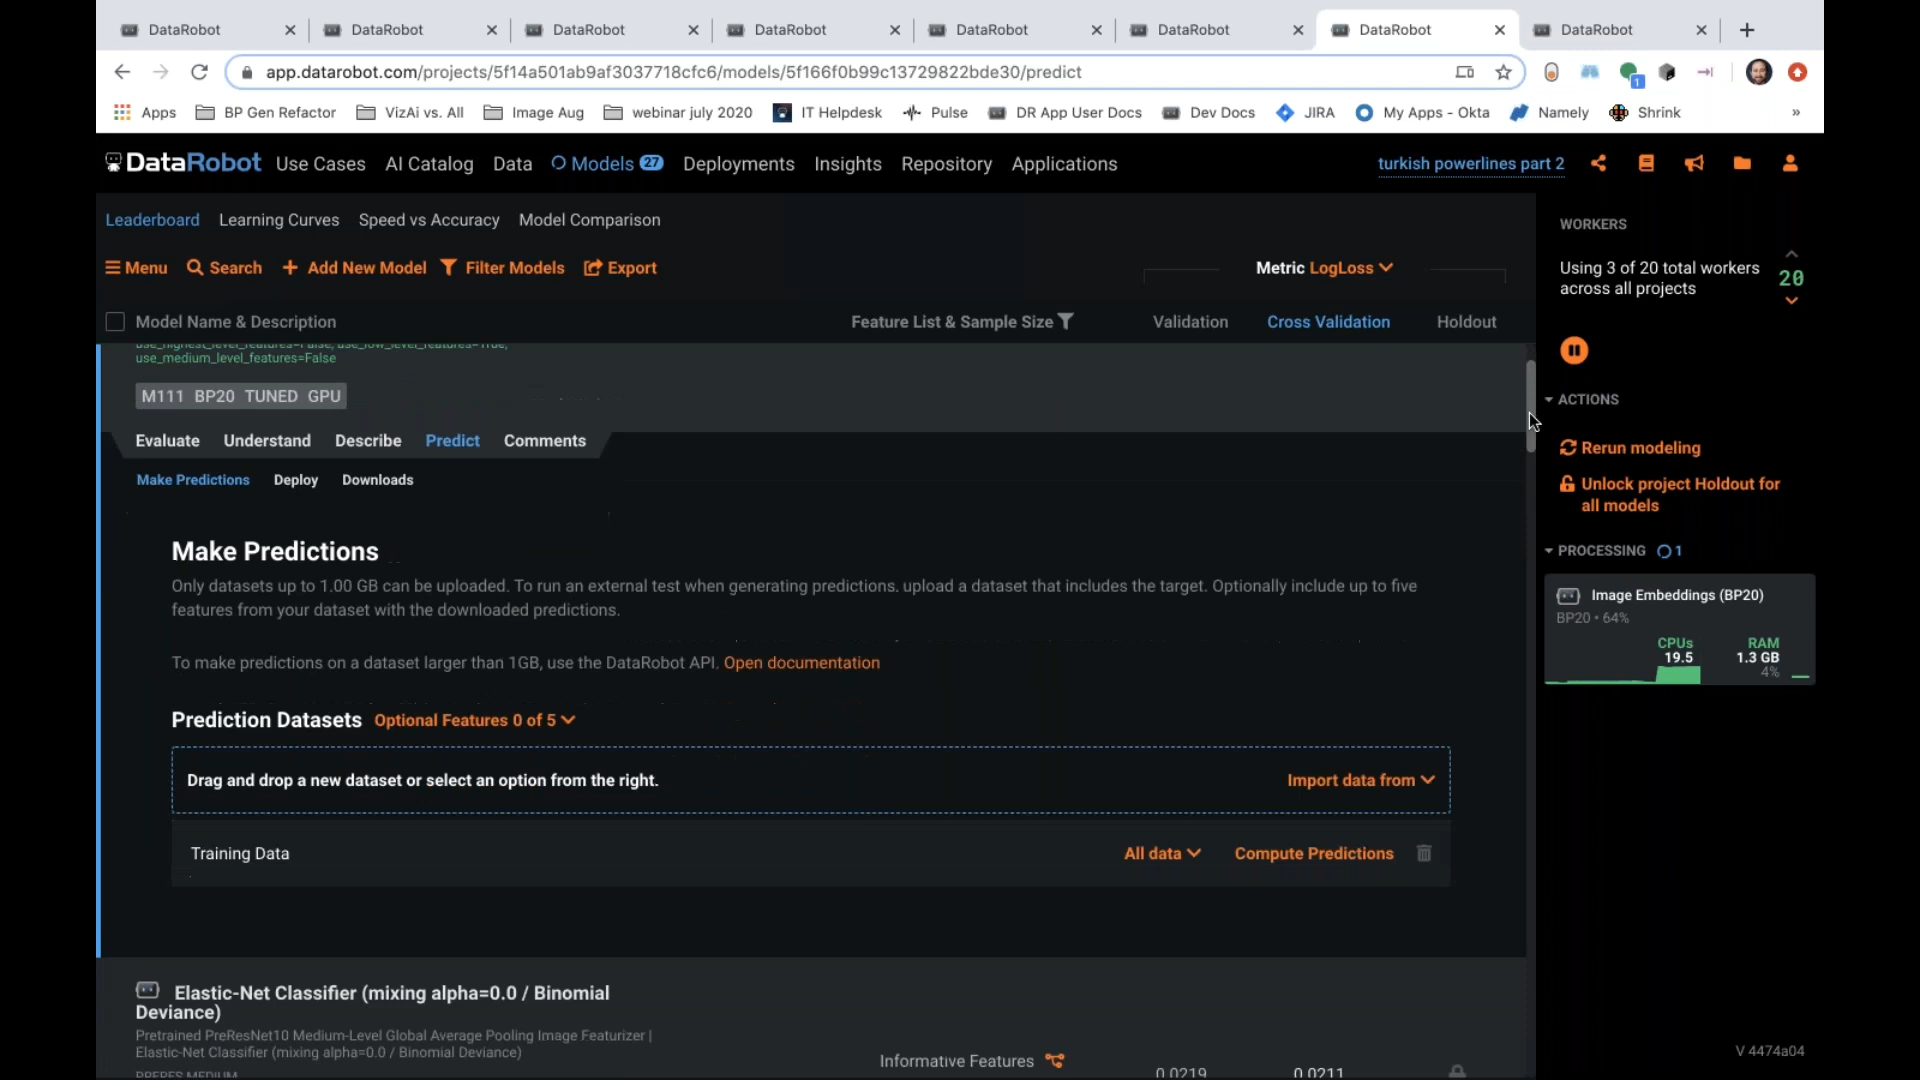 DataRobot DataRobot DataRobot DataRobot DataRobot DataRobot DataRobot DataRobot
app.datarobot.com/projects/5f14a501ab9af3037718cfc6/models/5f166f0b99c13729822bde30/predict
1
Apps BP Gen Refactor VizAi vs. All Image Aug webinar july 2020 IT Helpdesk Pulse DR App User Docs Dev Docs JIRA My Apps - Okta Namely Shrink »
DataRobot Use Cases AI Catalog Data Models 27 Deployments Insights Repository Applications turkish powerlines part 2
Leaderboard Learning Curves Speed vs Accuracy Model Comparison
Menu Search Add New Model Filter Models Export Metric LogLoss
Model Name & Description Feature List & Sample Size Validation Cross Validation Holdout
use_highest_level_features=False, use_low_level_features=True,
use_medium_level_features=False
M111 BP20 TUNED GPU
Evaluate Understand Describe Predict Comments
Make Predictions Deploy Downloads
Make Predictions
Only datasets up to 1.00 GB can be uploaded. To run an external test when generating predictions. upload a dataset that includes the target. Optionally include up to five
features from your dataset with the downloaded predictions.
To make predictions on a dataset larger than 1GB, use the DataRobot API. Open documentation
Prediction Datasets Optional Features 0 of 5
Drag and drop a new dataset or select an option from the right. Import data from
Training Data All data Compute Predictions
Elastic-Net Classifier (mixing alpha=0.0 / Binomial
Deviance)
Pretrained PreResNet10 Medium-Level Global Average Pooling Image Featurizer |
Elastic-Net Classifier (mixing alpha=0.0 / Binomial Deviance)
Informative Features
0.0219 0.0211
WORKERS
Using 3 of 20 total workers
across all projects
20
ACTIONS
Rerun modeling
Unlock project Holdout for
all models
PROCESSING 1
Image Embeddings (BP20)
BP20 • 64%
CPUs RAM
19.5 1.3 GB
4%
V 4474a04